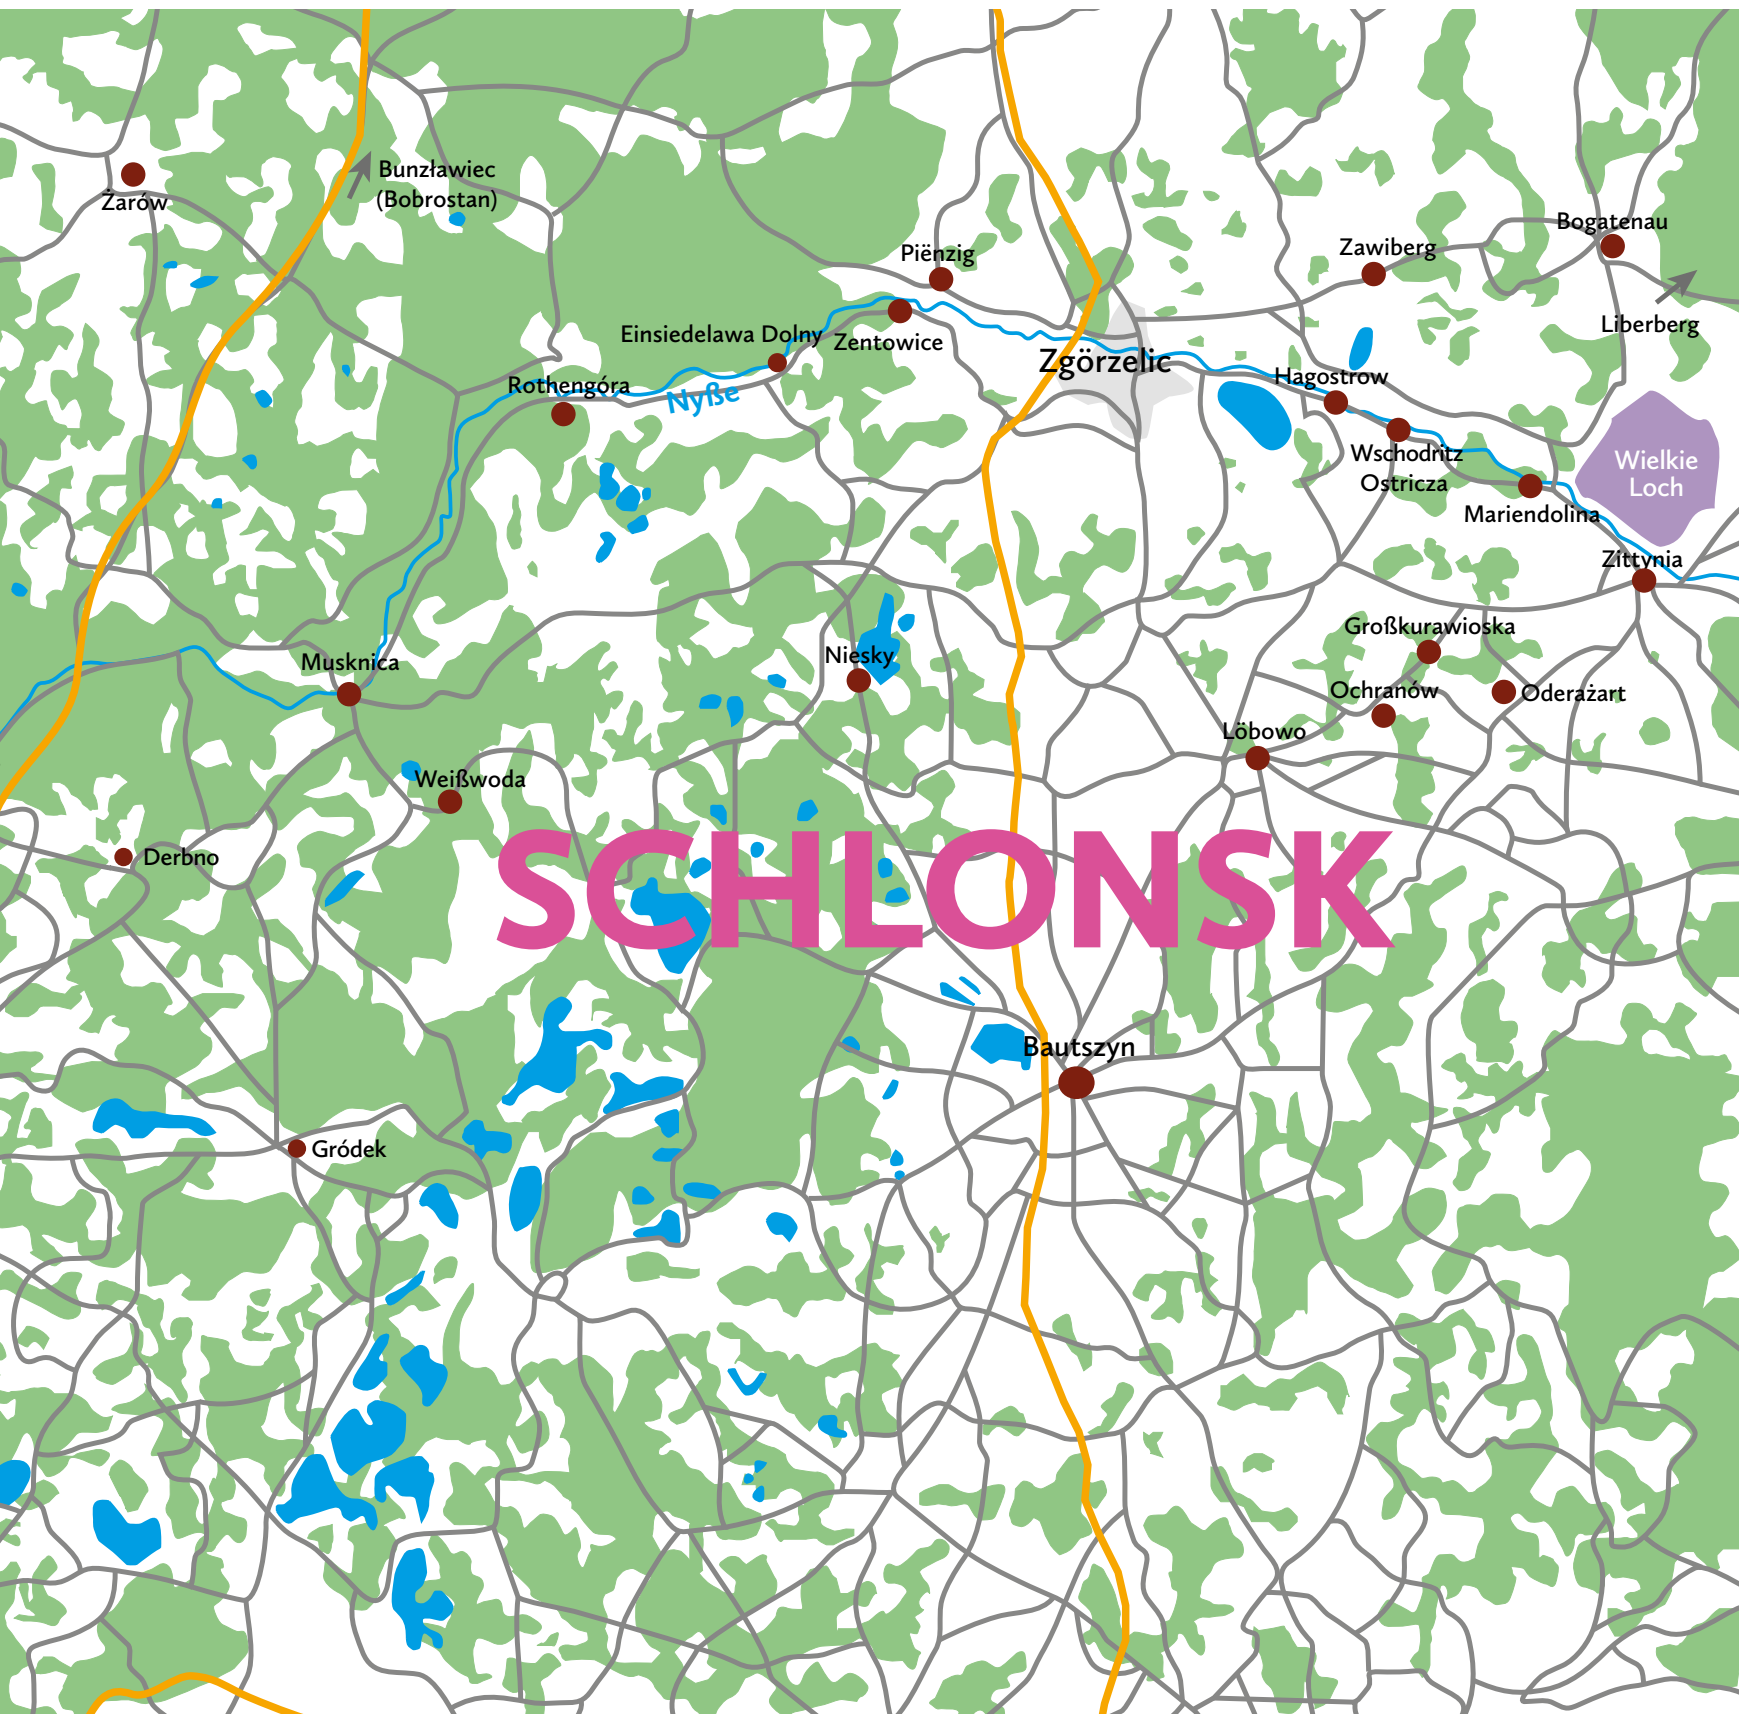 Bunzławiec
(Bobrostan)
Żarów
Bogatenau
Zawiberg
Piënzig
Liberberg
Einsiedelawa Dolny
Zentowice
Zgörzelic
Hagostrow
Rothengóra
Nyße
Wschodritz
Ostricza
Wielkie
Loch
Mariendolina
Zittynia
Großkurawioska
Niesky
Musknica
Ochranów
Oderażart
Löbowo
Weißwoda
Derbno
SCHLONSK
Bautszyn
Gródek